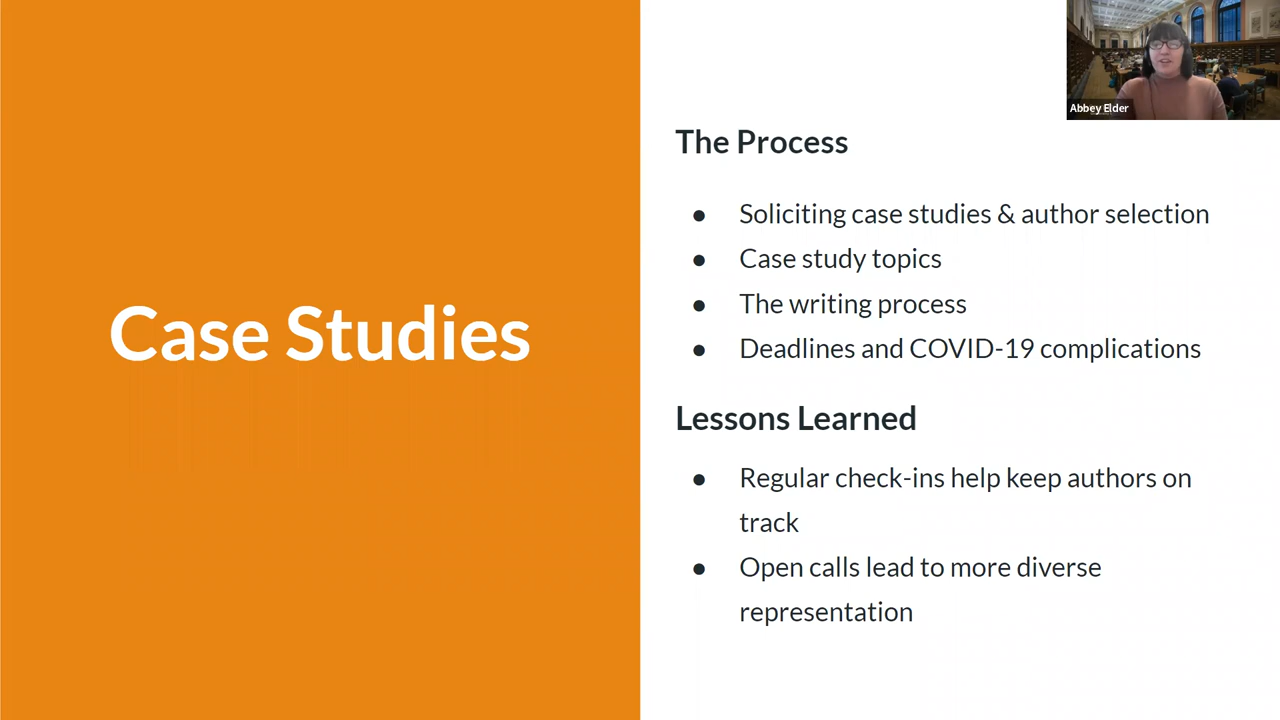 Abbey Elder
Case Studies
The Process
● Soliciting case studies & author selection
● Case study topics
● The writing process
● Deadlines and COVID-19 complications
Lessons Learned
● Regular check-ins help keep authors on
track
● Open calls lead to more diverse
representation